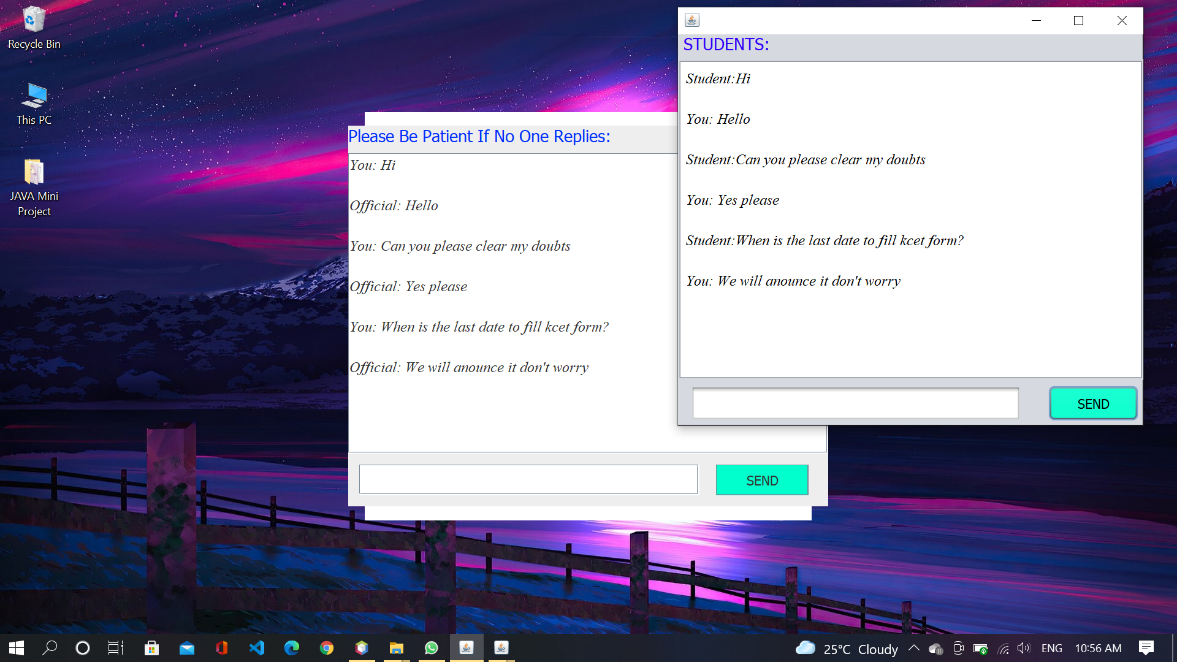 Recycle Bin
This PC
JAVA Mini
Project
Please Be Patient If No One Replies:
You: Hi
Official: Hello
You: Can you please clear my doubts
Official: Yes please
You: When is the last date to fill kcet form?
Official: We will anounce it don't worry
SEND
STUDENTS:
Student:Hi
You: Hello
Student:Can you please clear my doubts
You: Yes please
Student:When is the last date to fill kcet form?
You: We will anounce it don't worry
SEND
25°C Cloudy
ENG
10:56 AM